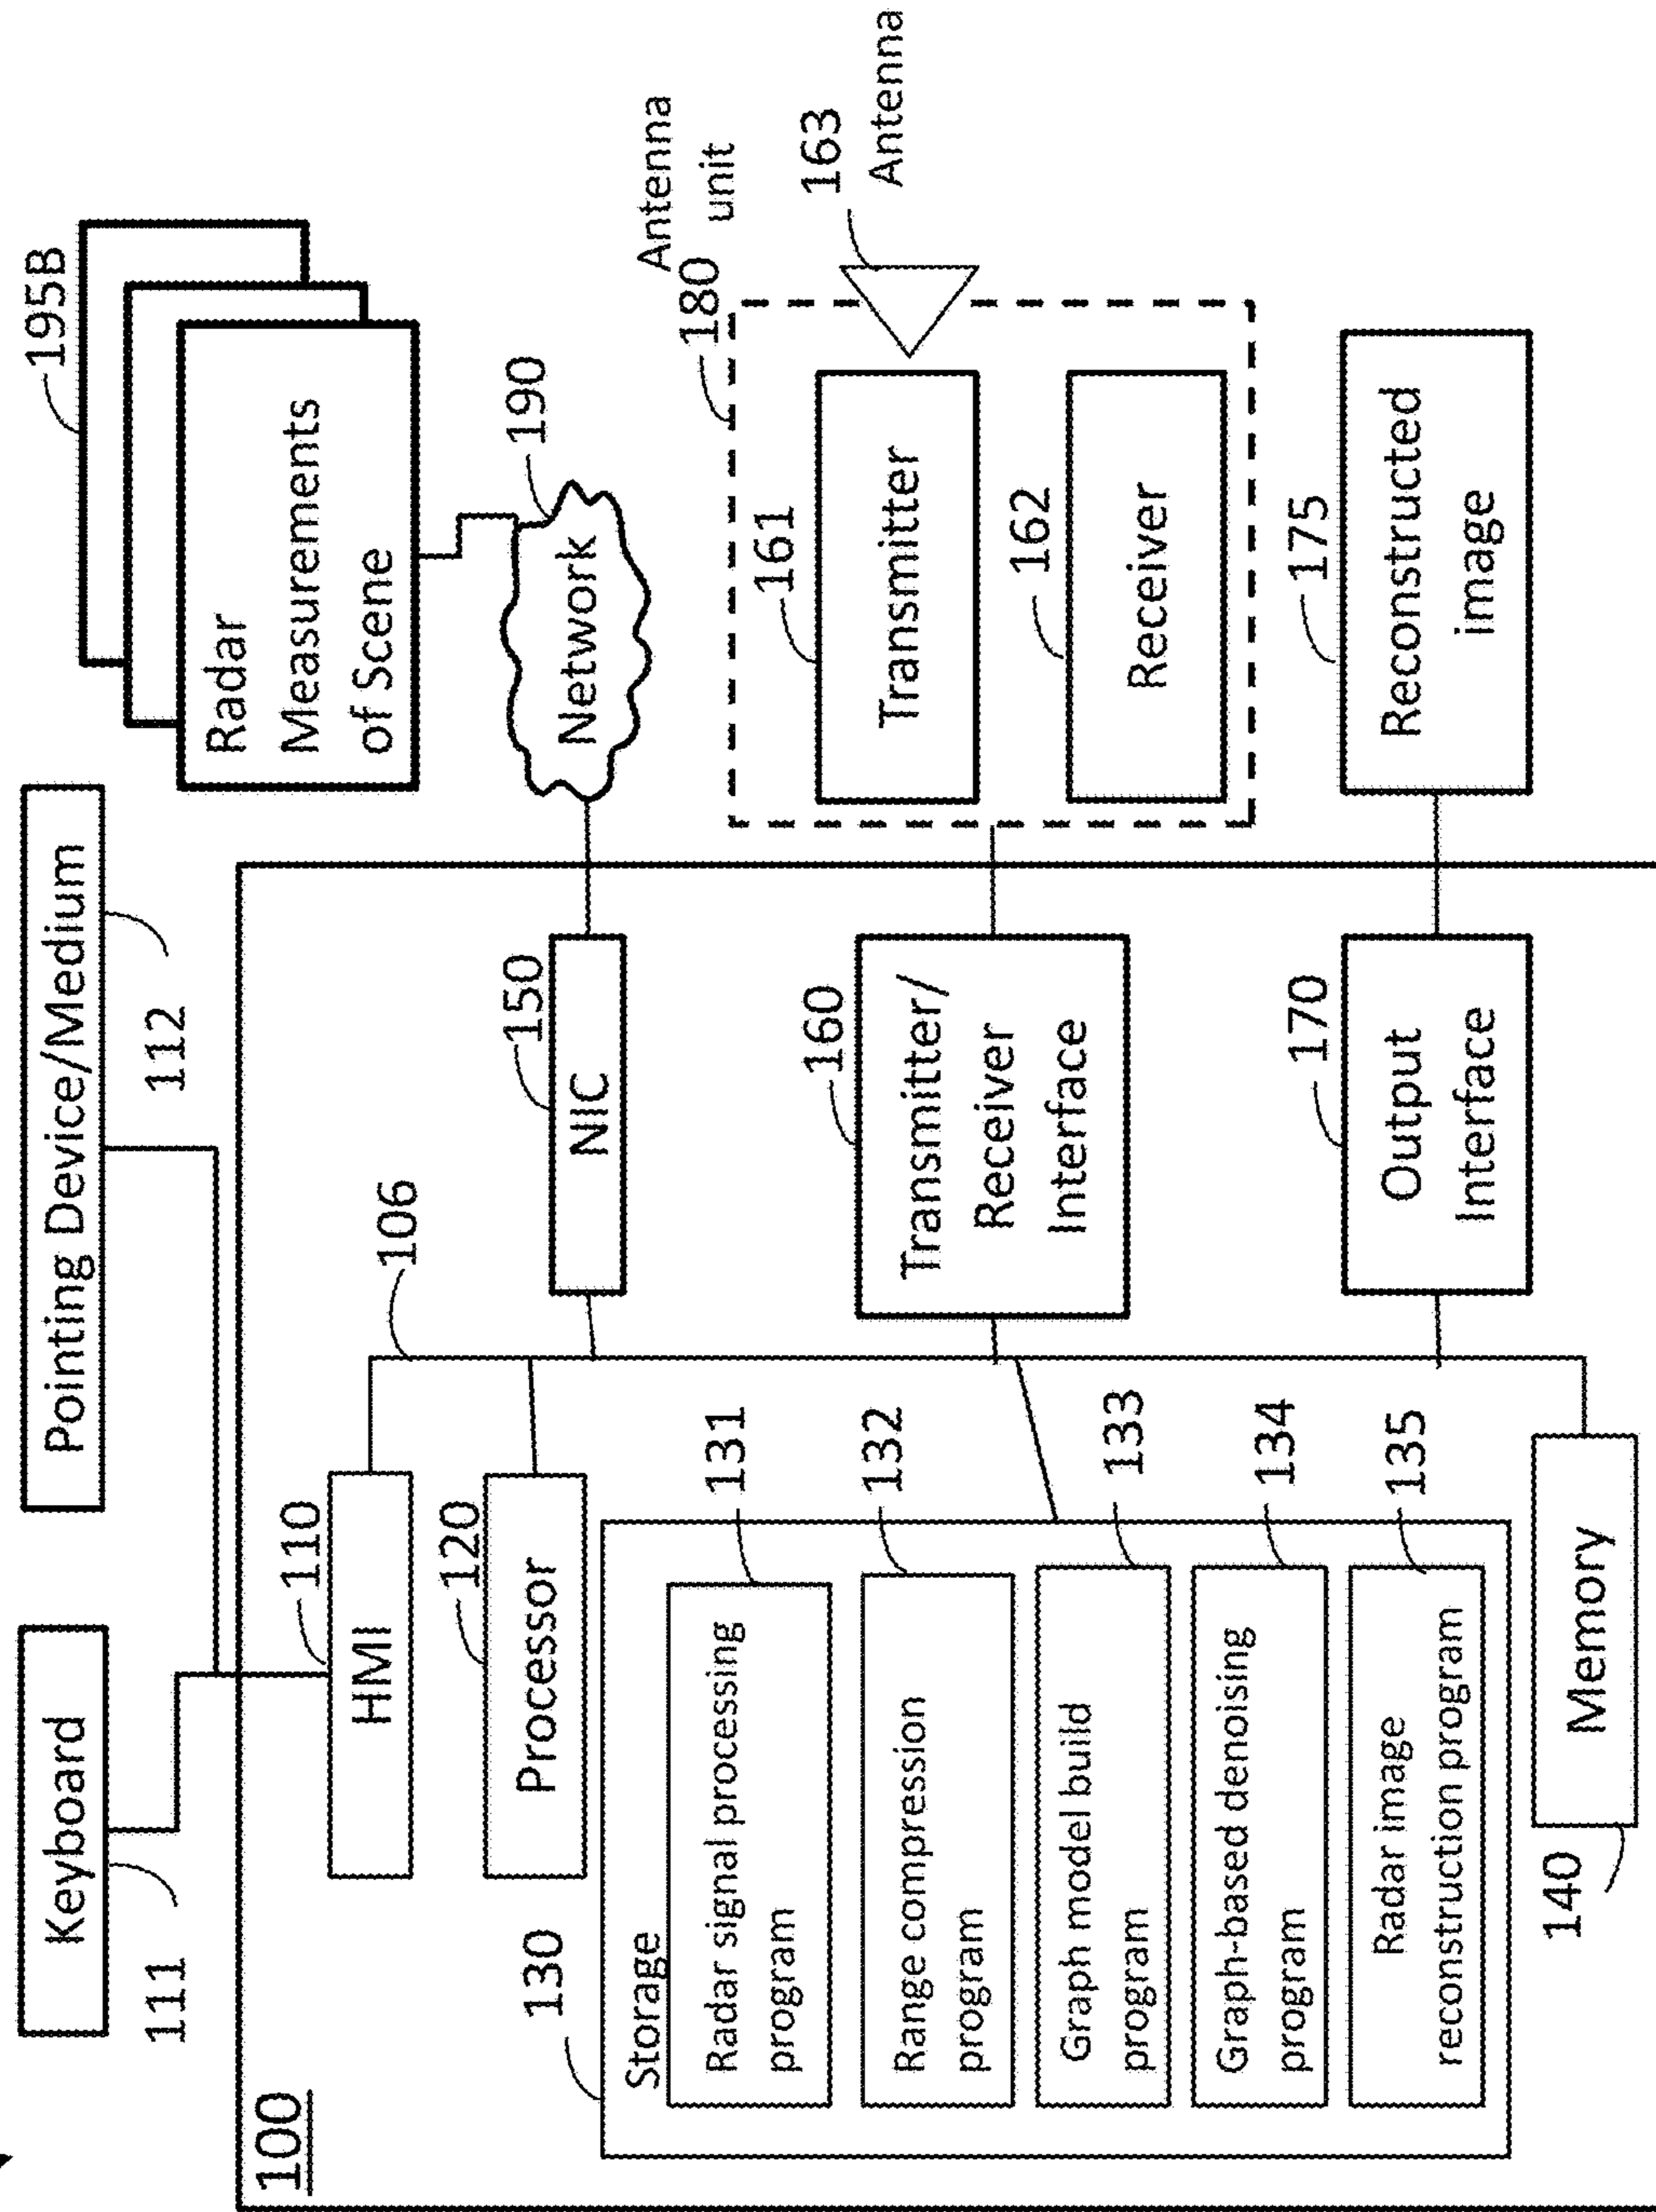 Keyboard
111
Pointing Device/Medium
112
195B
Radar
Measurements
of Scene
100
110
HMI
106
120
Processor
150
NIC
190
Network
130
Storage
131
Radar signal processing
program
132
Range compression
program
133
Graph model build
program
134
Graph-based denoising
program
135
Radar image
reconstruction program
140
Memory
160
Transmitter/
Receiver
Interface
180
Antenna
unit
161
Transmitter
162
Receiver
163
Antenna
170
Output
Interface
175
Reconstructed
image